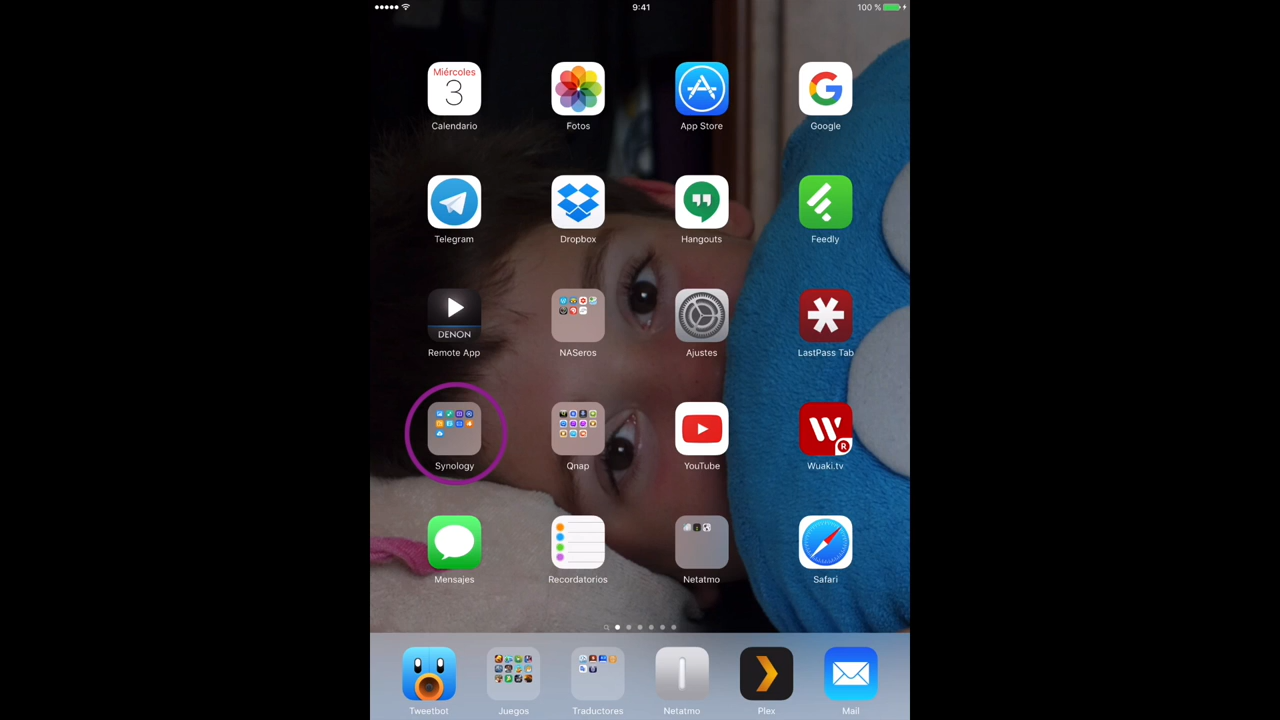 9:41
100 %
Miércoles
3
Calendario
Fotos
App Store
Google
Telegram
Dropbox
Hangouts
Feedly
DENON
Remote App
NASeros
Ajustes
LastPass Tab
Synology
Qnap
YouTube
R
Wuaki.tv
Mensajes
Recordatorios
Netatmo
Safari
Tweetbot
Juegos
Traductores
Netatmo
Plex
Mail